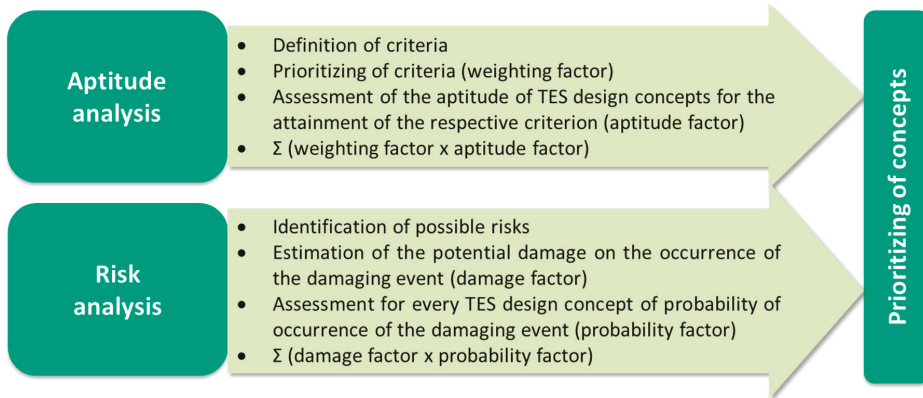 Aptitude
analysis
• Definition of criteria
• Prioritizing of criteria (weighting factor)
• Assessment of the aptitude of TES design concepts for the
attainment of the respective criterion (aptitude factor)
• Σ (weighting factor x aptitude factor)
Risk
analysis
• Identification of possible risks
• Estimation of the potential damage on the occurrence of
the damaging event (damage factor)
• Assessment for every TES design concept of probability of
occurrence of the damaging event (probability factor)
• Σ (damage factor x probability factor)
Prioritizing of concepts